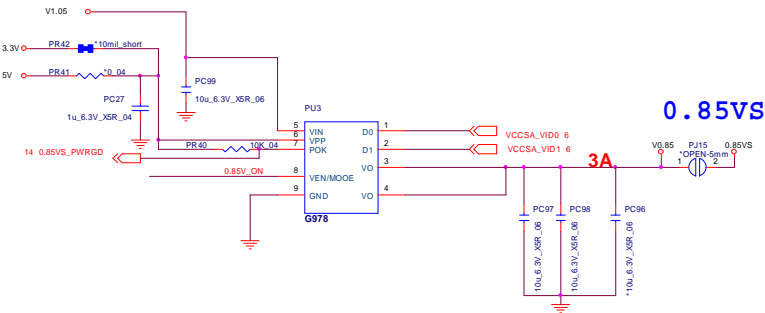 V1.05
3.3V
PR42
*10mil_short
5V
PR41
*0_04
PC99
10u_6.3V_X5R_06
PC27
1u_6.3V_X5R_04
PU3
0.85VS
5
VIN
D0
1
VCCSA_VID0 6
6
VPP
PR40
10K_04
7
POK
D1
2
VCCSA_VID1 6
14 0.85VS_PWRGD
VO
3
3A
V0.85
PJ15
0.85VS
*OPEN-5mm
1
2
0.85V_ON
8
VEN/MODE
9
GND
VO
4
G978
PC97
10u_6.3V_X5R_06
PC98
10u_6.3V_X5R_06
PC96
*10u_6.3V_X5R_06